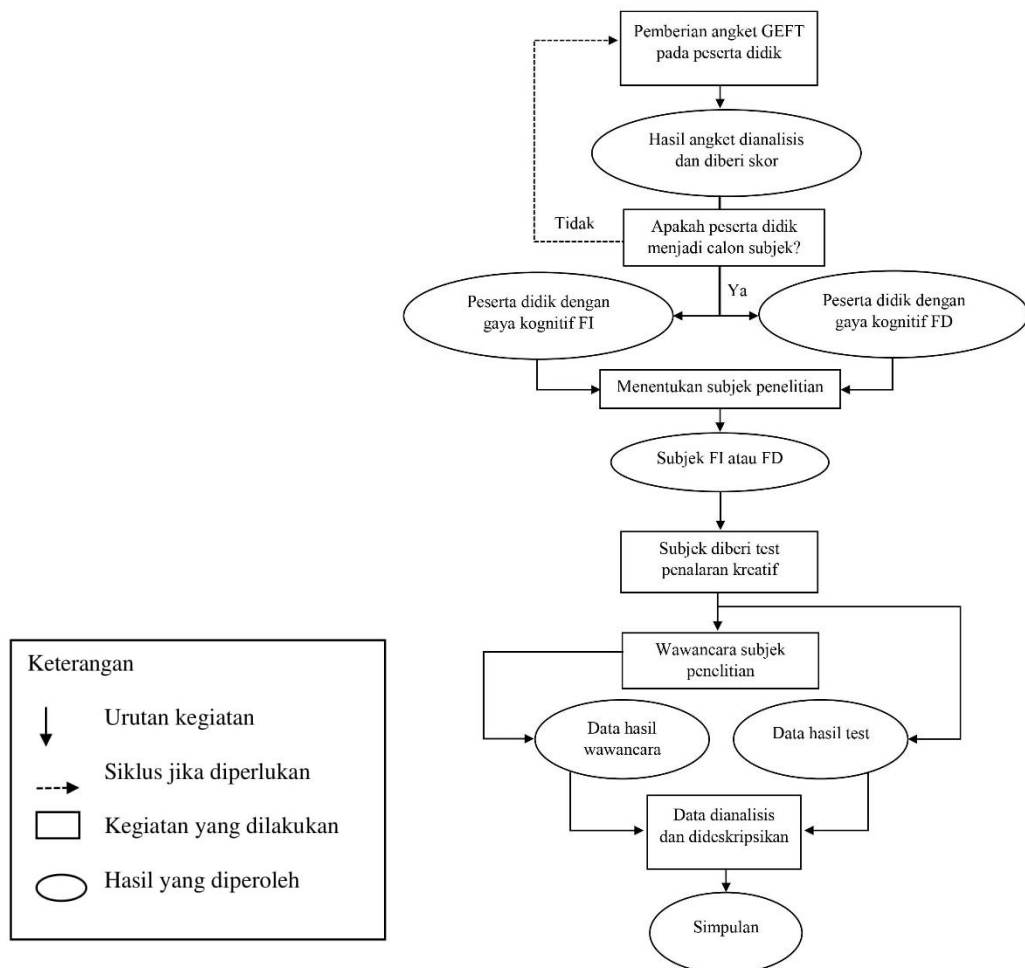 Pemberian angket GEFT
pada peserta didik
Hasil angket dianalisis
dan diberi skor
Tidak
Apakah peserta didik
menjadi calon subjek?
Ya
Peserta didik dengan
gaya kognitif FI
Peserta didik dengan
gaya kognitif FD
Menentukan subjek penelitian
Subjek FI atau FD
Subjek diberi test
penalaran kreatif
Wawancara subjek
penelitian
Data hasil
wawancara
Data hasil test
Data dianalisis
dan dideskripsikan
Simpulan
Keterangan
Urutan kegiatan
Siklus jika diperlukan
Kegiatan yang dilakukan
Hasil yang diperoleh